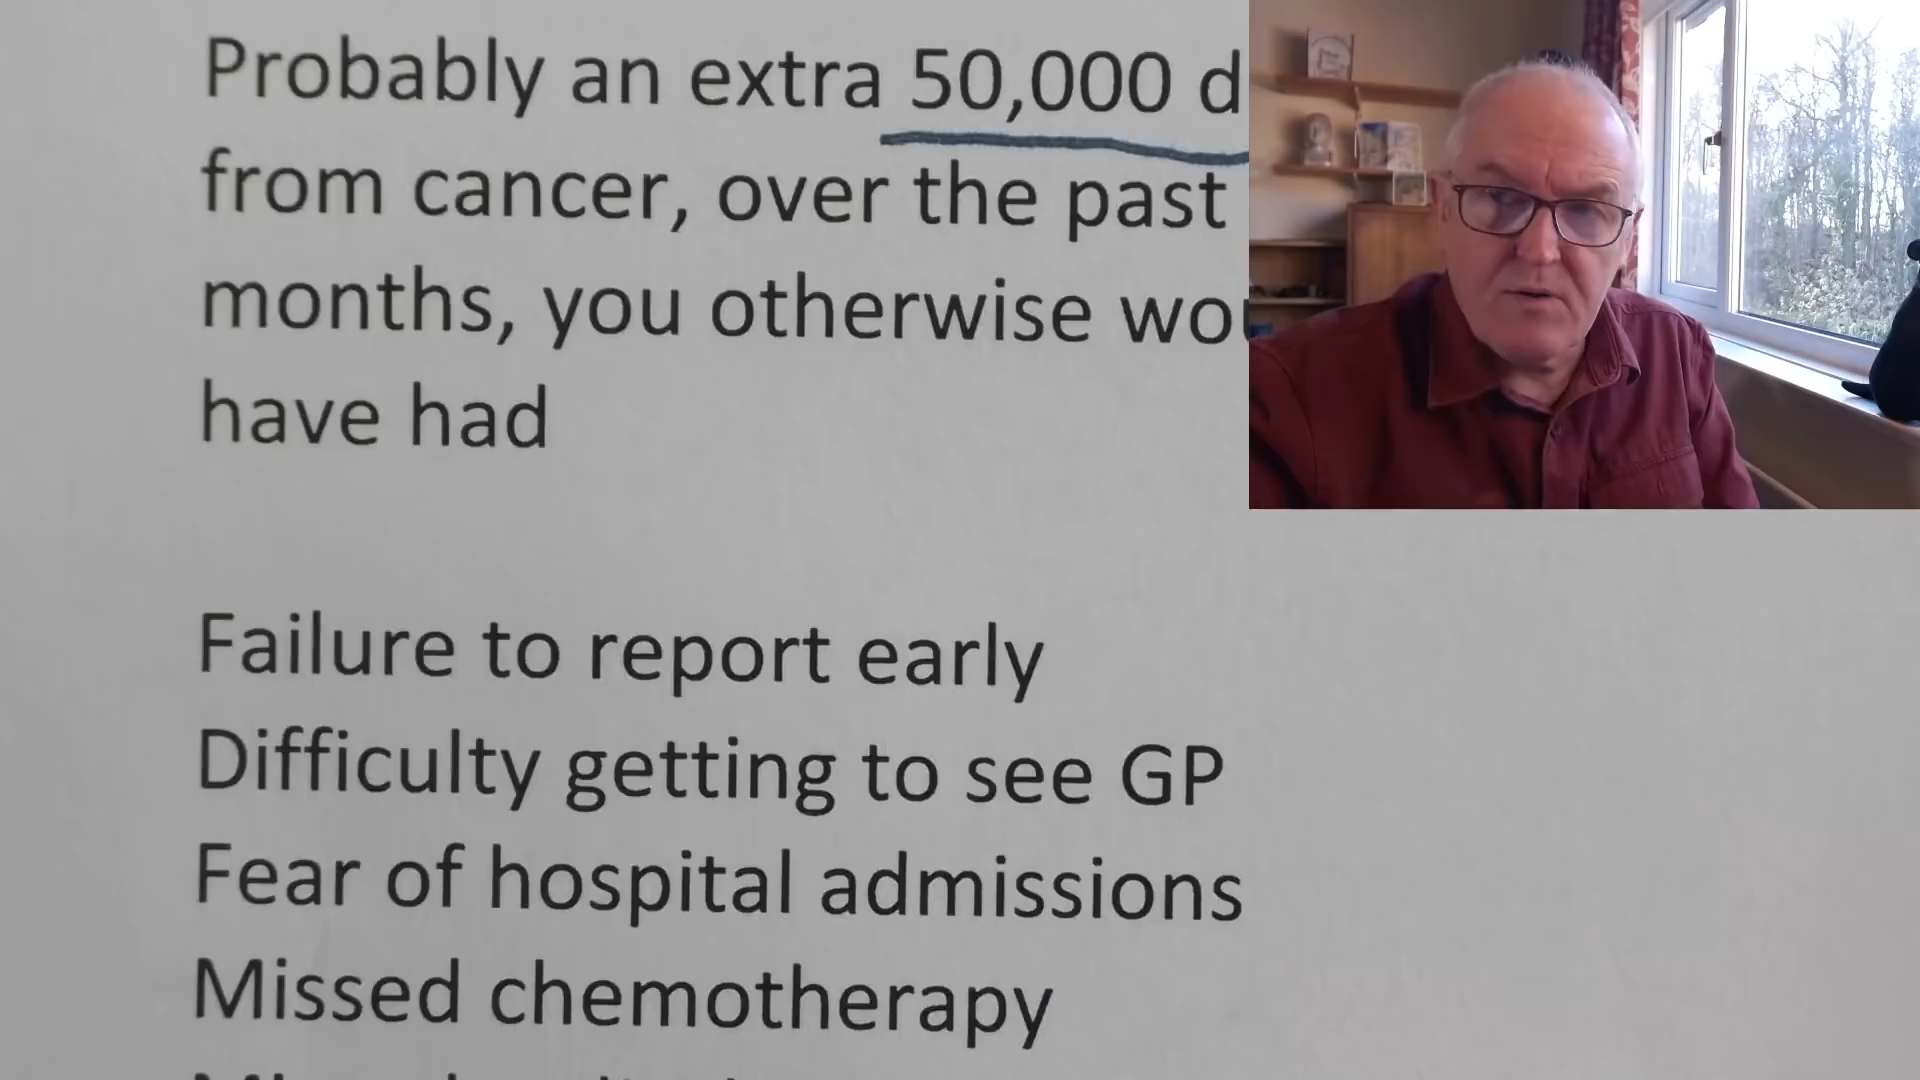 Probably an extra 50,000 d
from cancer, over the past
months, you otherwise wou
have had
Failure to report early
Difficulty getting to see GP
Fear of hospital admissions
Missed chemotherapy